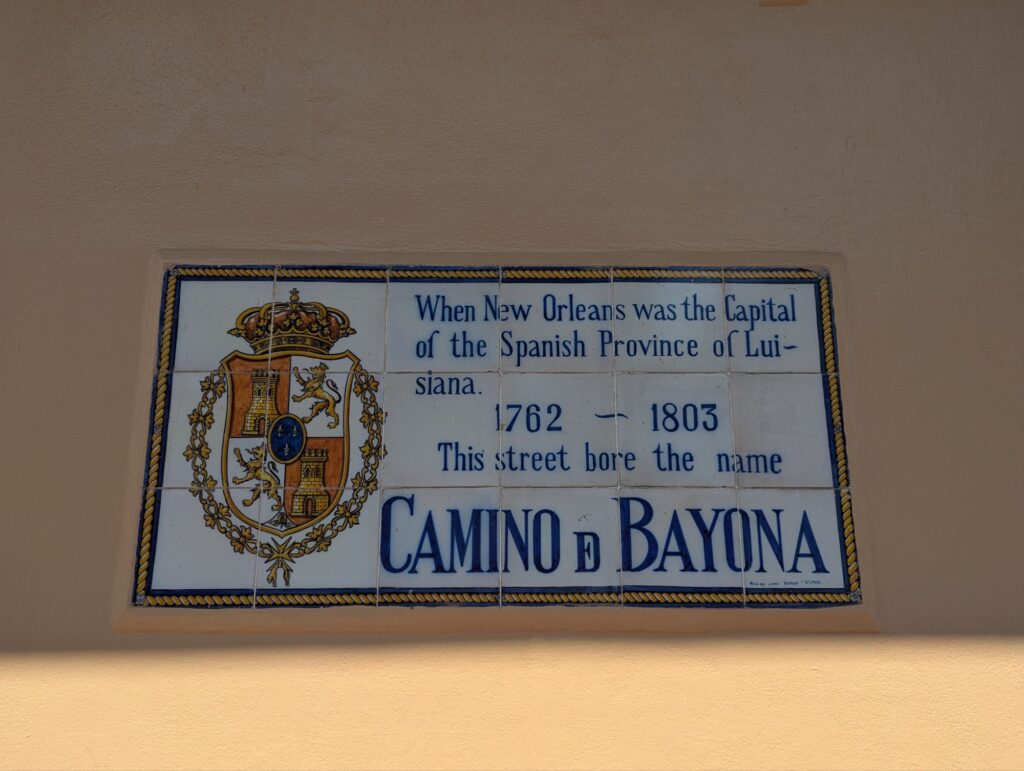 When New Orleans was the Capital
of the Spanish Province of Lui-
siana.
1762 ~ 1803
This street bore the name
CAMINO D BAYONA